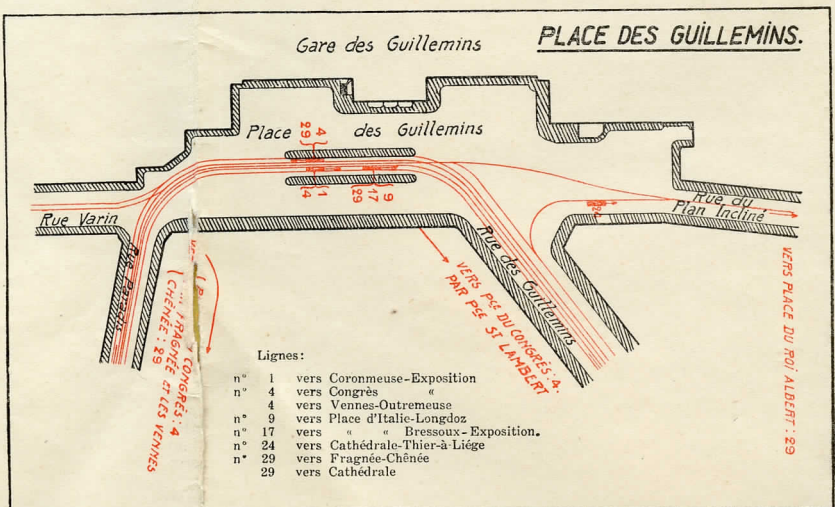 PLACE DES GUILLEMINS.
Gare des Guillemins
Place des Guillemins
29 4
4 1 29 17 9
24
Rue Varin
Rue Paradis
Rue des Guillemins
Rue du
Plan Incliné
VERS PLACE DU ROI ALBERT : 29
VERS PCE DU CONGRÈS : 4.
PAR PCE ST LAMBERT
CONGRÈS : 4
FRAGNÉE ET LES VENNES
CHENÉE : 29
Lignes :
n° 1 vers Coronmeuse-Exposition
n° 4 vers Congrès «
4 vers Vennes-Outremeuse
n° 9 vers Place d'Italie-Longdoz
n° 17 vers « « Bressoux-Exposition.
n° 24 vers Cathédrale-Thier-à-Liége
n° 29 vers Fragnée-Chênée
29 vers Cathédrale